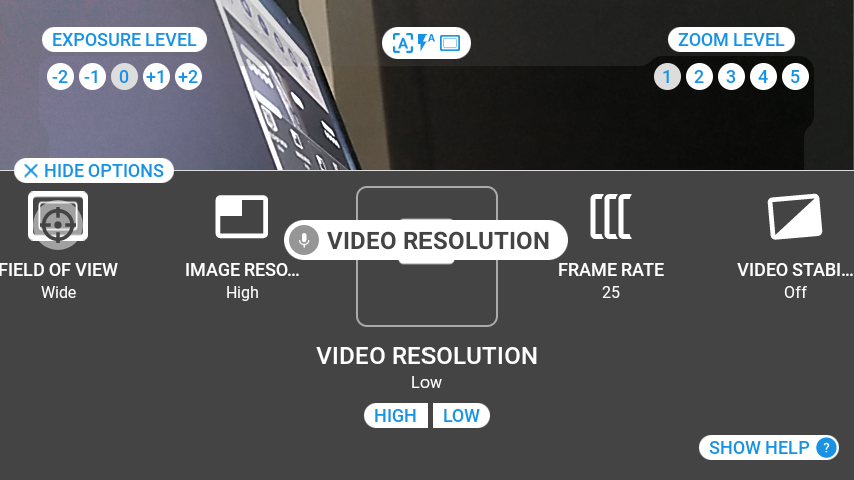 EXPOSURE LEVEL
-2 -1 0 +1 +2
A A
ZOOM LEVEL
1 2 3 4 5
HIDE OPTIONS
VIDEO RESOLUTION
FIELD OF VIEW
Wide
IMAGE RESO...
High
FRAME RATE
25
VIDEO STABI...
Off
VIDEO RESOLUTION
Low
HIGH LOW
SHOW HELP ?